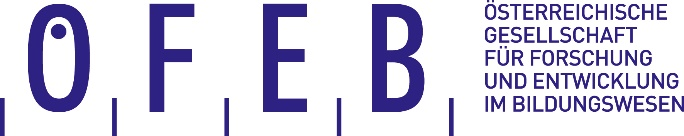 ÖFEB
ÖSTERREICHISCHE
GESELLSCHAFT
FÜR FORSCHUNG
UND ENTWICKLUNG
IM BILDUNGSWESEN